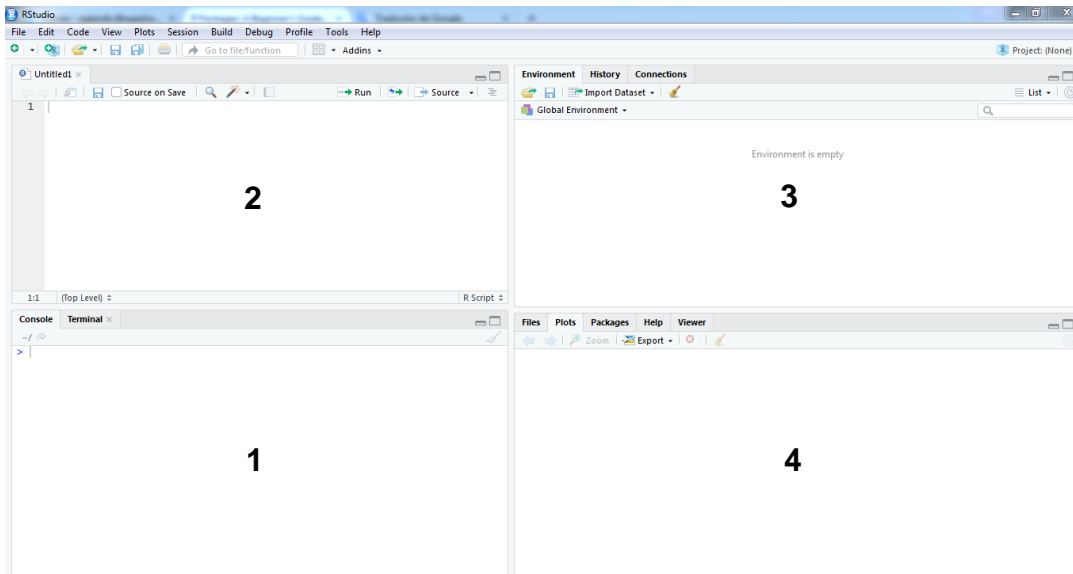 RStudio
File Edit Code View Plots Session Build Debug Profile Tools Help
Go to file/function Addins Project: (None)
Untitled1
Source on Save Run Source
1
2
1:1 (Top Level) R Script
Console Terminal
~/
>
1
Environment History Connections
Import Dataset List
Global Environment
Environment is empty
3
Files Plots Packages Help Viewer
Zoom Export
4